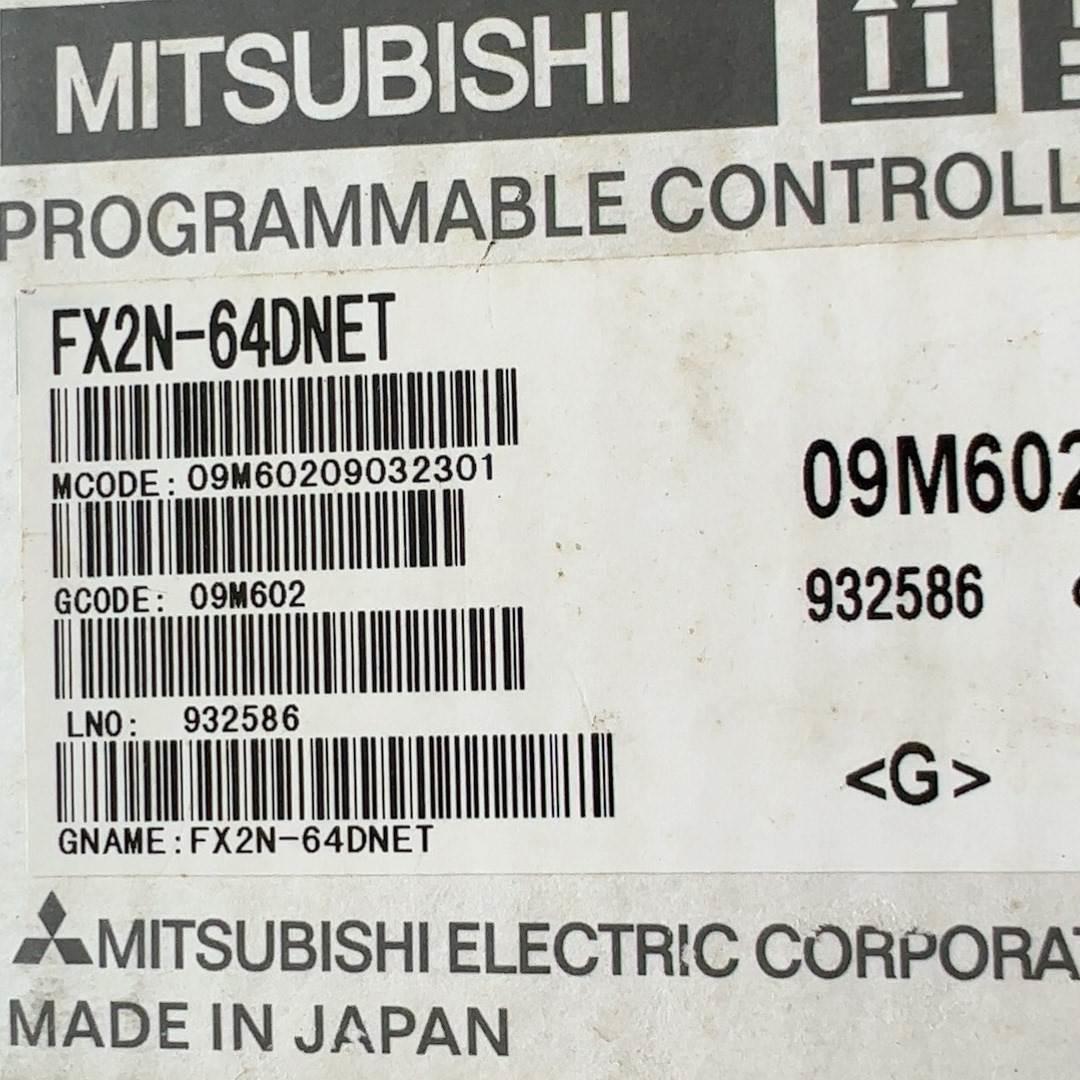 MITSUBISHI
PROGRAMMABLE CONTROLL
FX2N-64DNET
MCODE: 09M60209032301
09M602
GCODE: 09M602
932586
LNO: 932586
<G>
GNAME:FX2N-64DNET
MITSUBISHI ELECTRIC CORPORAT
MADE IN JAPAN